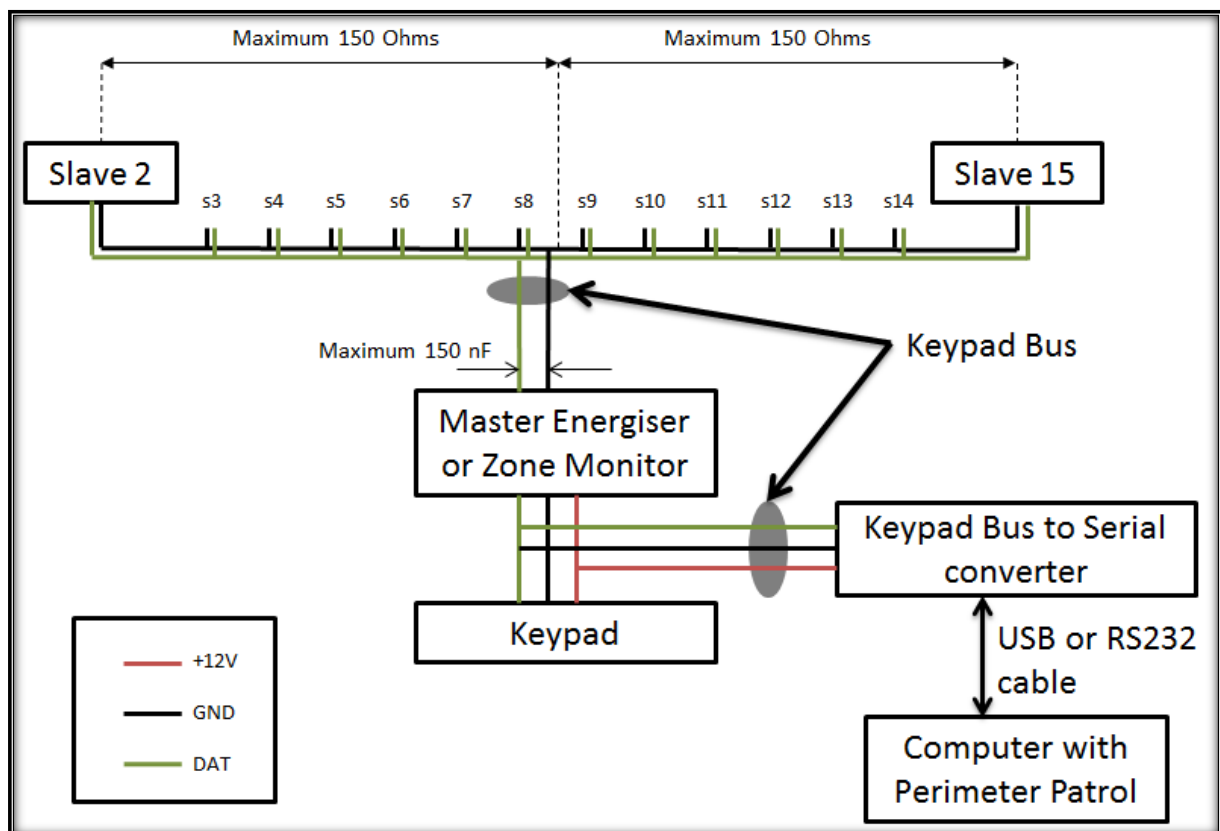 Maximum 150 Ohms
Maximum 150 Ohms
Slave 2
Slave 15
s3 s4 s5 s6 s7 s8 s9 s10 s11 s12 s13 s14
Keypad Bus
Maximum 150 nF
Master Energiser
or Zone Monitor
Keypad Bus to Serial
converter
Keypad
USB or RS232
cable
+12V
GND
DAT
Computer with
Perimeter Patrol